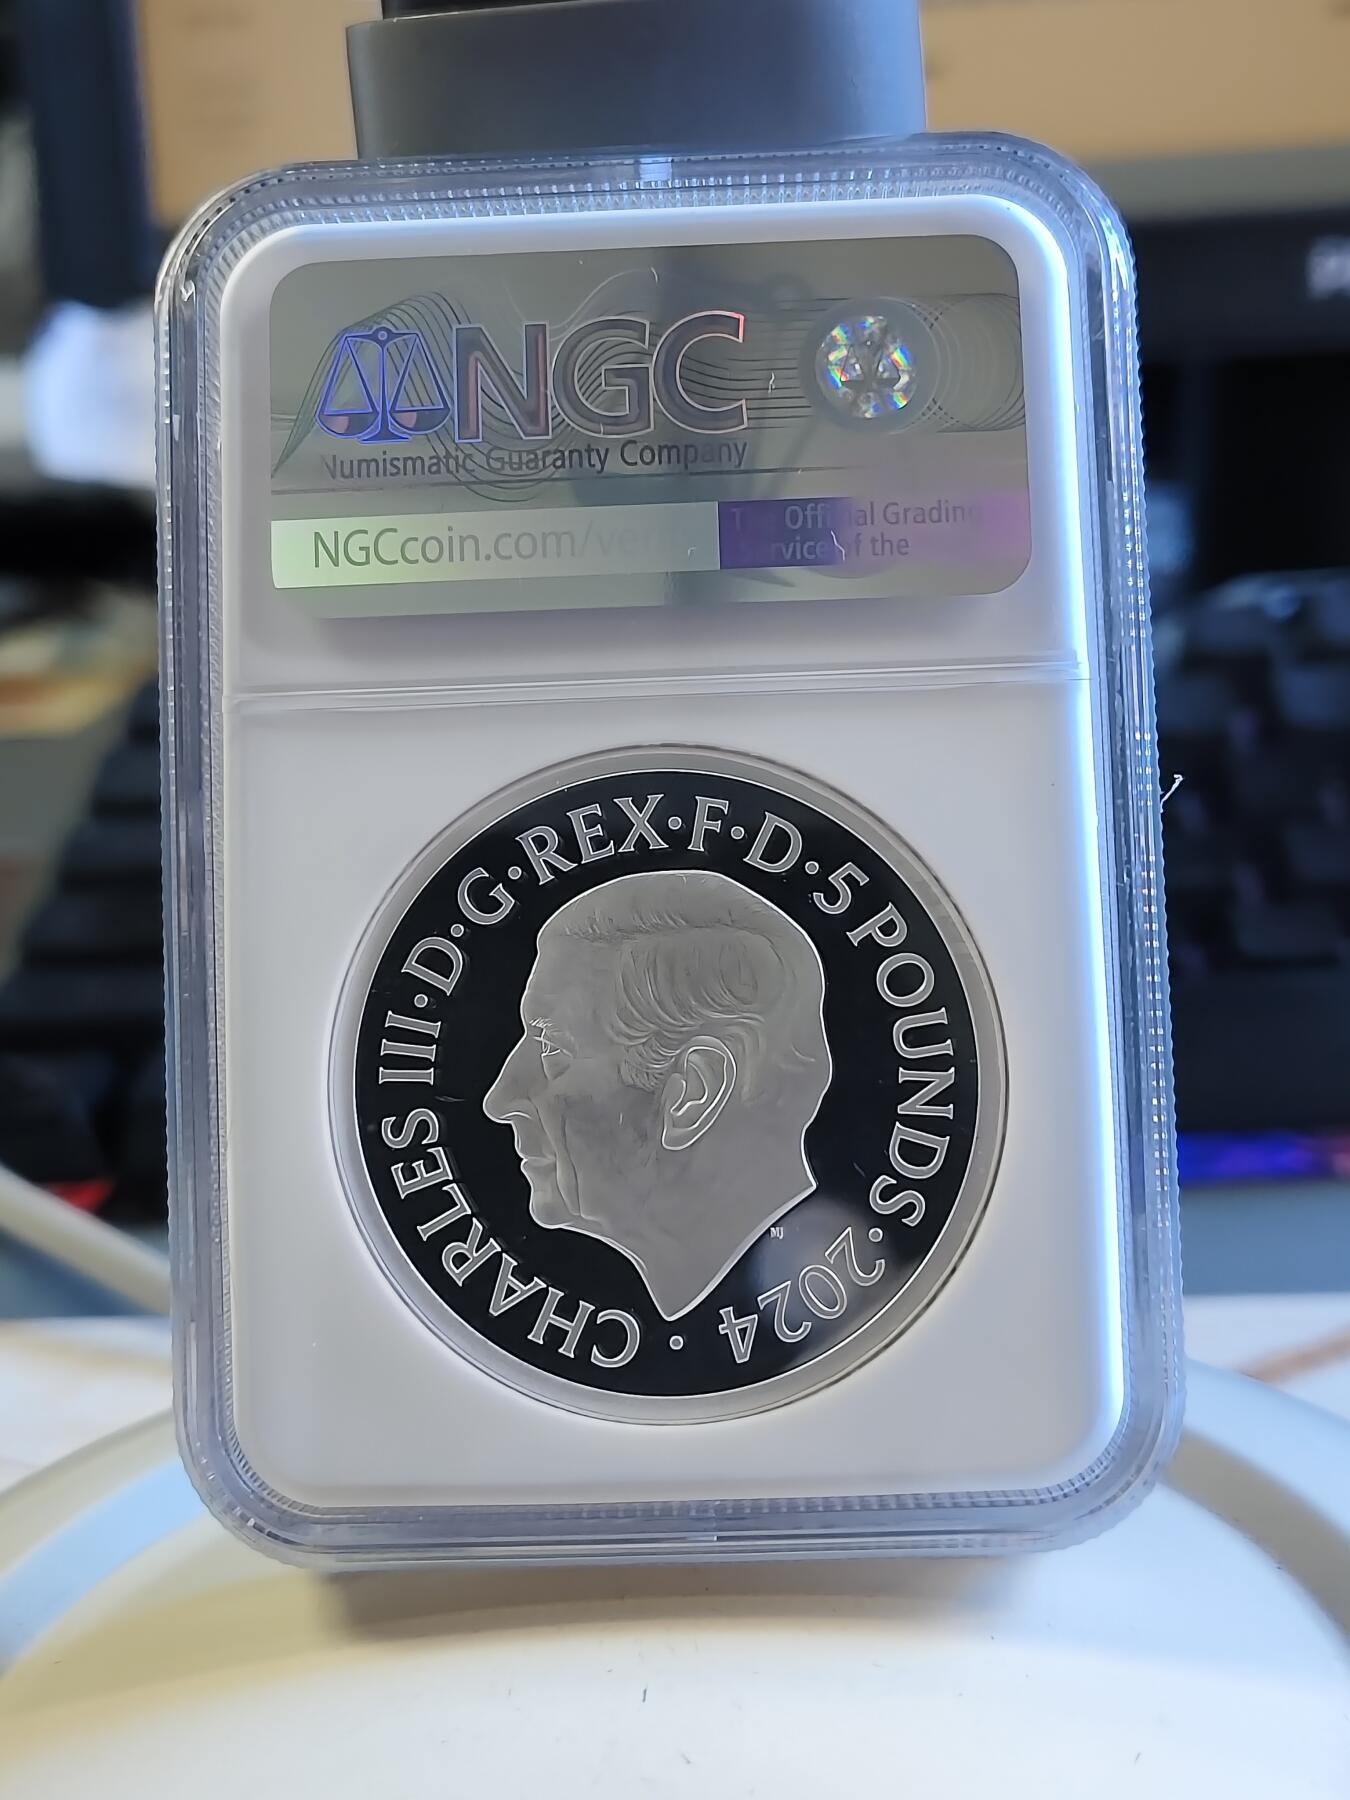 NGC
Numismatic Guaranty Company
NGCcoin.com/verify
The Official Grading
Service of the
CHARLES III·D·G·REX·F·D·5 POUNDS·2024·
MJ